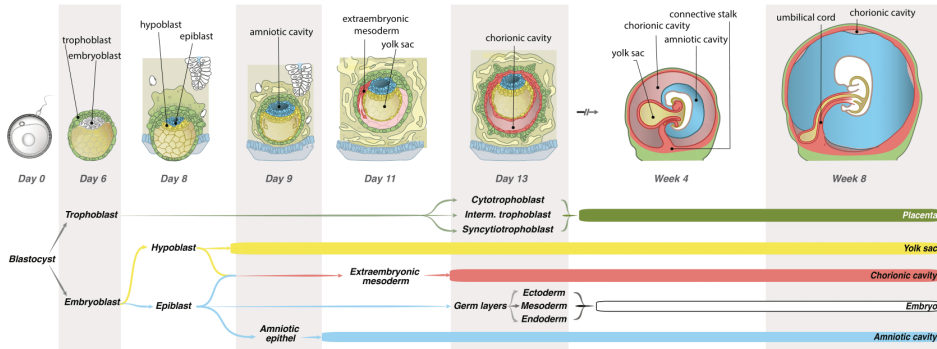 trophoblast
embryoblast
hypoblast
epiblast
amniotic cavity
extraembryonic
mesoderm
yolk sac
chorionic cavity
connective stalk
chorionic cavity
amniotic cavity
yolk sac
umbilical cord
chorionic cavity
Day 0
Day 6
Day 8
Day 9
Day 11
Day 13
Week 4
Week 8
Cytotrophoblast
Trophoblast
Interm. trophoblast
Placenta
Syncytiotrophoblast
Hypoblast
Yolk sac
Blastocyst
Extraembryonic
mesoderm
Chorionic cavity
Embryoblast
Epiblast
Germ layers
Ectoderm
Mesoderm
Endoderm
Embryo
Amniotic
epithel
Amniotic cavity